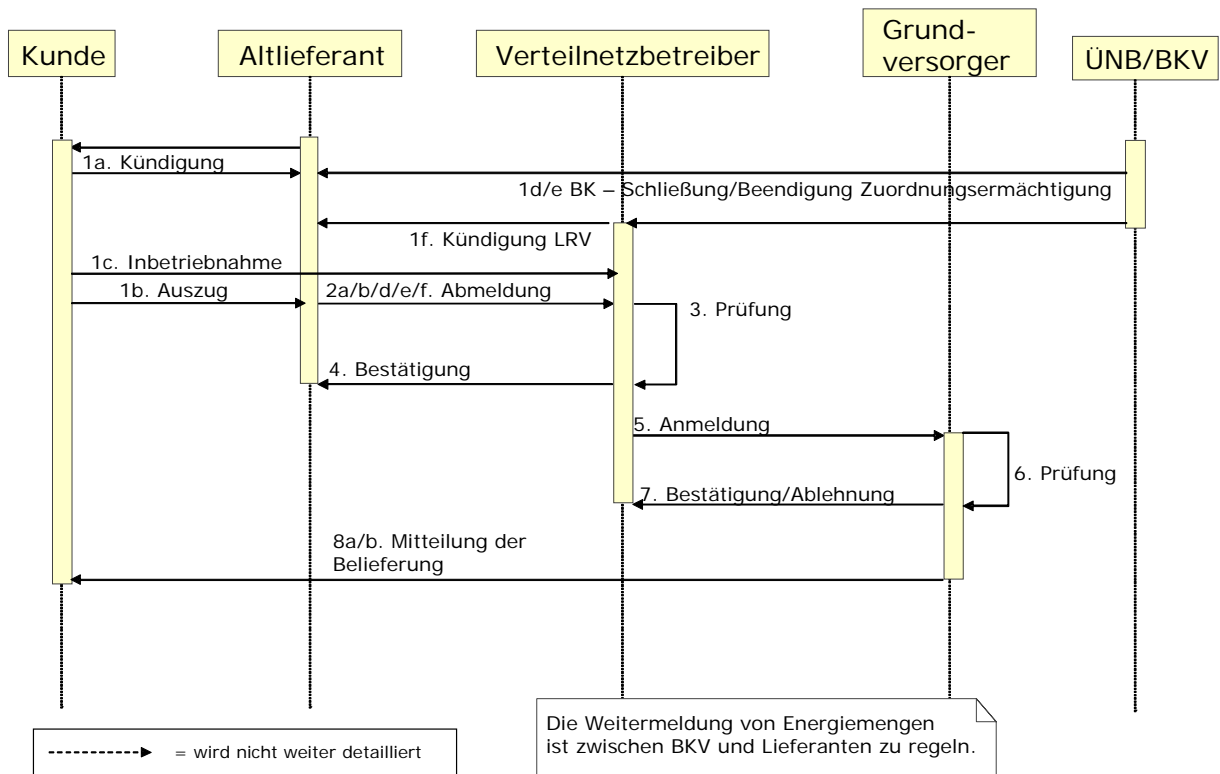 Kunde
Altlieferant
Verteilnetzbetreiber
Grund-
versorger
ÜNB/BKV
1a. Kündigung
1d/e BK – Schließung/Beendigung Zuordnungsermächtigung
1f. Kündigung LRV
1c. Inbetriebnahme
1b. Auszug
2a/b/d/e/f. Abmeldung
3. Prüfung
4. Bestätigung
5. Anmeldung
6. Prüfung
7. Bestätigung/Ablehnung
8a/b. Mitteilung der
Belieferung
Die Weitermeldung von Energiemengen
ist zwischen BKV und Lieferanten zu regeln.
= wird nicht weiter detailliert